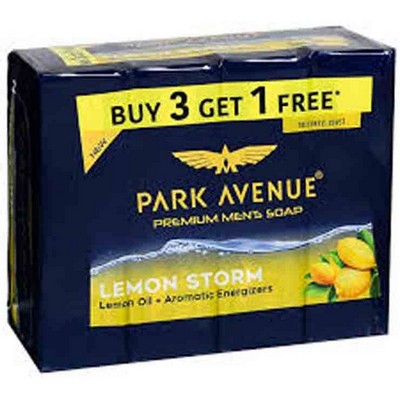 BUY 3 GET 1 FREE*
NEW
PARK AVENUE®
PREMIUM MEN'S SOAP
LEMON STORM
Lemon Oil + Aromatic Energizers